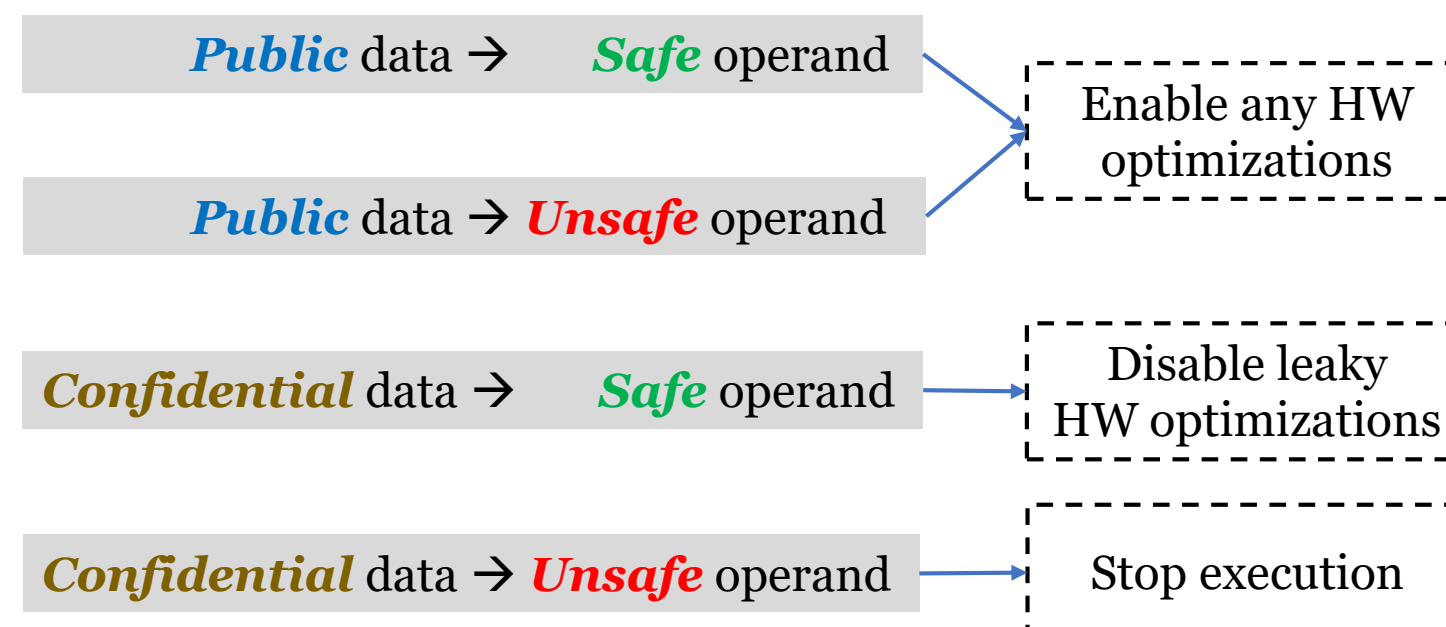 Public data → Safe operand
Enable any HW
optimizations
Public data → Unsafe operand
Confidential data → Safe operand
Disable leaky
HW optimizations
Confidential data → Unsafe operand
Stop execution